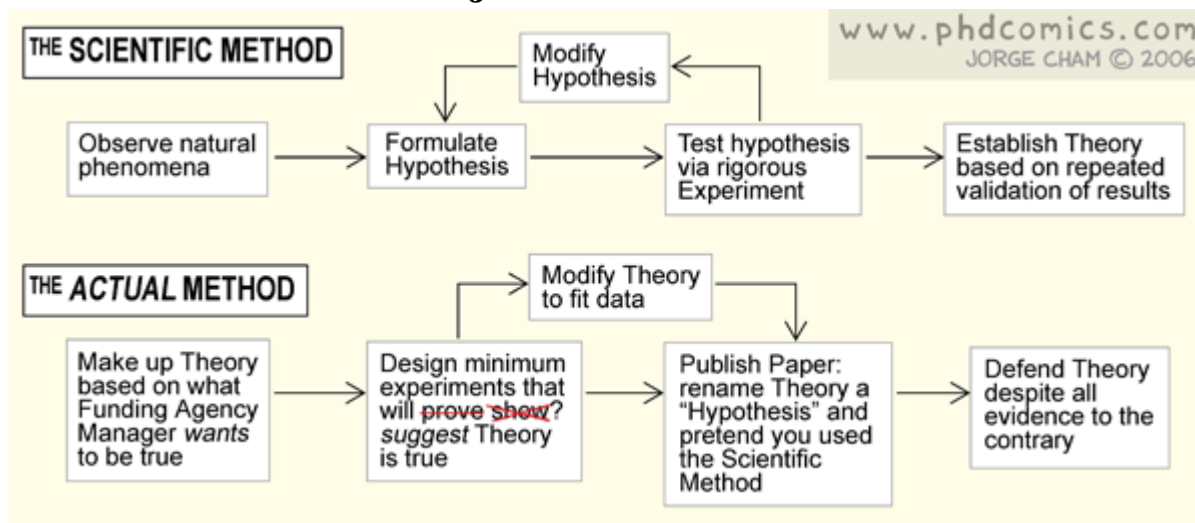 THE SCIENTIFIC METHOD
www.phdcomics.com
JORGE CHAM © 2006
Modify
Hypothesis
Observe natural
phenomena
Formulate
Hypothesis
Test hypothesis
via rigorous
Experiment
Establish Theory
based on repeated
validation of results
THE ACTUAL METHOD
Modify Theory
to fit data
Make up Theory
based on what
Funding Agency
Manager wants
to be true
Design minimum
experiments that
will prove show?
suggest Theory
is true
Publish Paper:
rename Theory a
“Hypothesis” and
pretend you used
the Scientific
Method
Defend Theory
despite all
evidence to the
contrary